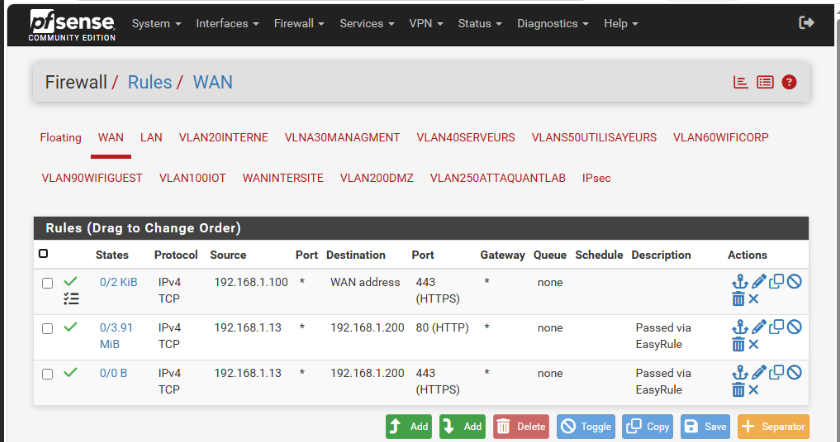 pfsense
COMMUNITY EDITION
System Interfaces Firewall Services VPN Status Diagnostics Help
Firewall / Rules / WAN
Floating WAN LAN VLAN20INTERNE VLNA30MANAGMENT VLAN40SERVEURS VLANS50UTILISAYEURS VLAN60WIFICORP
VLAN90WIFIGUEST VLAN100IOT WANINTERSITE VLAN200DMZ VLAN250ATTAQUANTLAB IPsec
Rules (Drag to Change Order)
States Protocol Source Port Destination Port Gateway Queue Schedule Description Actions
0/2 KiB IPv4 192.168.1.100 * WAN address 443 * none
TCP (HTTPS)
0/3.91 IPv4 192.168.1.13 * 192.168.1.200 80 (HTTP) * none Passed via
MiB TCP EasyRule
0/0 B IPv4 192.168.1.13 * 192.168.1.200 443 * none Passed via
TCP (HTTPS) EasyRule
Add Add Delete Toggle Copy Save Separator